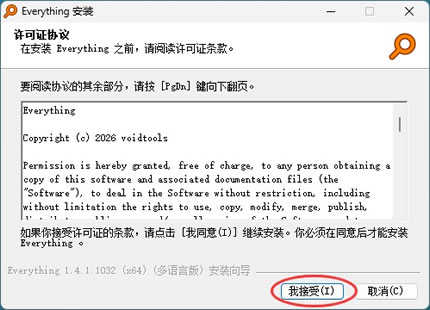 Everything 安装
许可证协议
在安装 Everything 之前，请阅读许可证条款。
要阅读协议的其余部分，请按 [PgDn] 键向下翻页。
Everything
Copyright (c) 2026 voidtools
Permission is hereby granted, free of charge, to any person obtaining a
copy of this software and associated documentation files (the
"Software"), to deal in the Software without restriction, including
without limitation the rights to use, copy, modify, merge, publish,
如果你接受许可证的条款，请点击 [我同意(I)] 继续安装。你必须在同意后才能安装
Everything 。
Everything 1.4.1.1032 (x64) (多语言版) 安装向导
我接受(I)
取消(C)